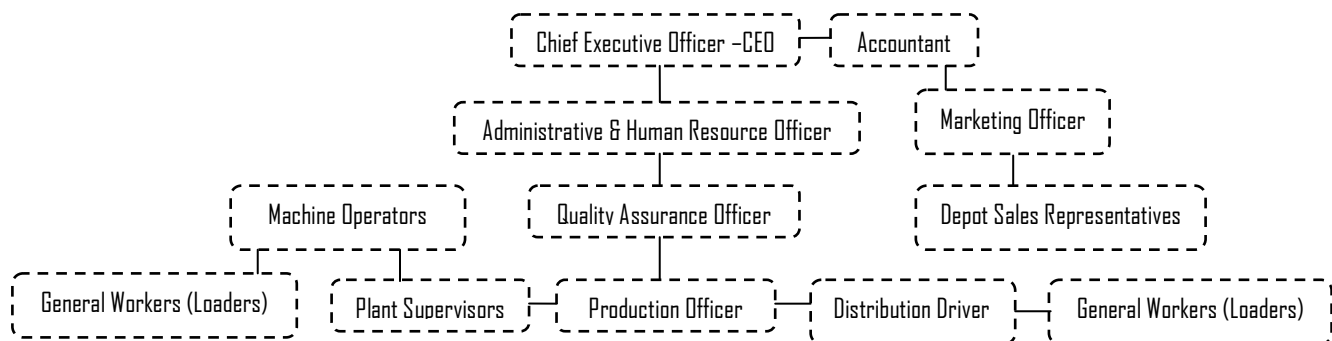 Chief Executive Officer –CEO
Accountant
Administrative & Human Resource Officer
Marketing Officer
Machine Operators
Quality Assurance Officer
Depot Sales Representatives
General Workers (Loaders)
Plant Supervisors
Production Officer
Distribution Driver
General Workers (Loaders)